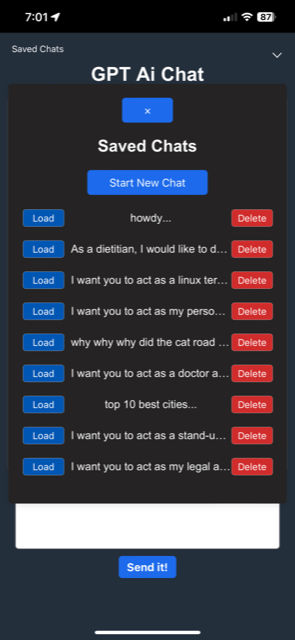 7:01
87
Saved Chats
GPT Ai Chat
×
Saved Chats
Start New Chat
Load howdy... Delete
Load As a dietitian, I would like to d... Delete
Load I want you to act as a linux ter... Delete
Load I want you to act as my perso... Delete
Load why why why did the cat road ... Delete
Load I want you to act as a doctor a... Delete
Load top 10 best cities... Delete
Load I want you to act as a stand-u... Delete
Load I want you to act as my legal a... Delete
Send it!